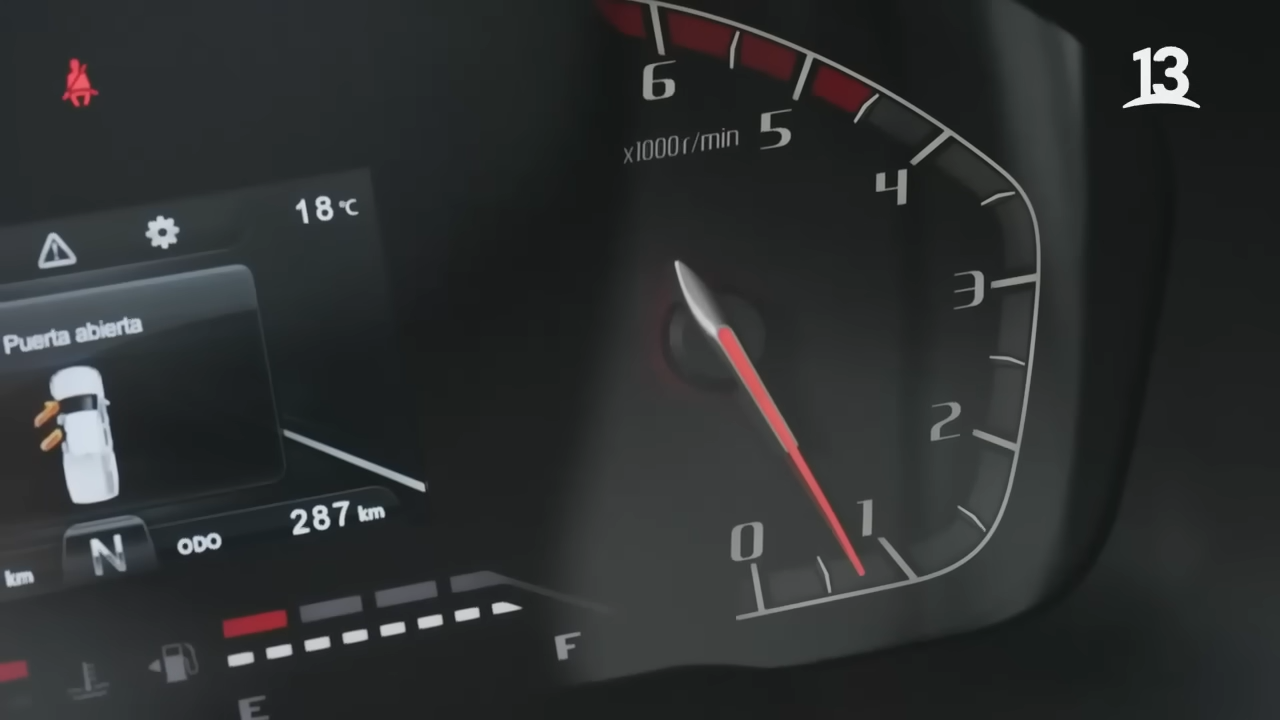 13
6
5
x1000r/min
4
18°C
3
Puerta abierta
2
1
0
287 km
ODO
N
km
F
E